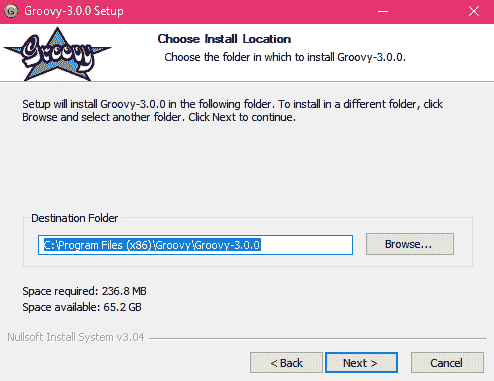 Groovy-3.0.0 Setup
Groovy
Choose Install Location
Choose the folder in which to install Groovy-3.0.0.
Setup will install Groovy-3.0.0 in the following folder. To install in a different folder, click
Browse and select another folder. Click Next to continue.
Destination Folder
C:\Program Files (x86)\Groovy\Groovy-3.0.0
Browse...
Space required: 236.8 MB
Space available: 65.2 GB
Nullsoft Install System v3.04
< Back
Next >
Cancel